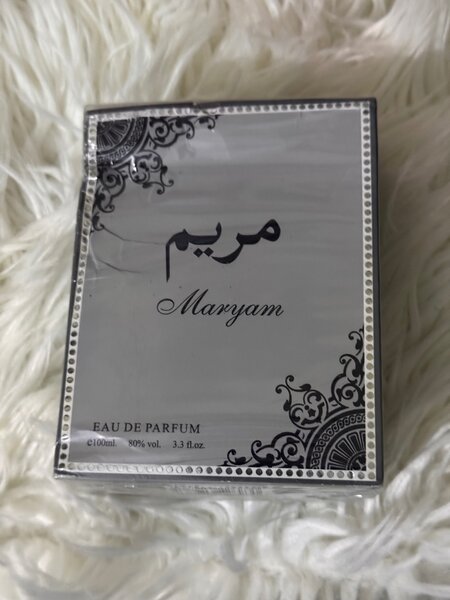 مريم
Maryam
EAU DE PARFUM
℮100ml. 80% vol. 3.3 fl.oz.